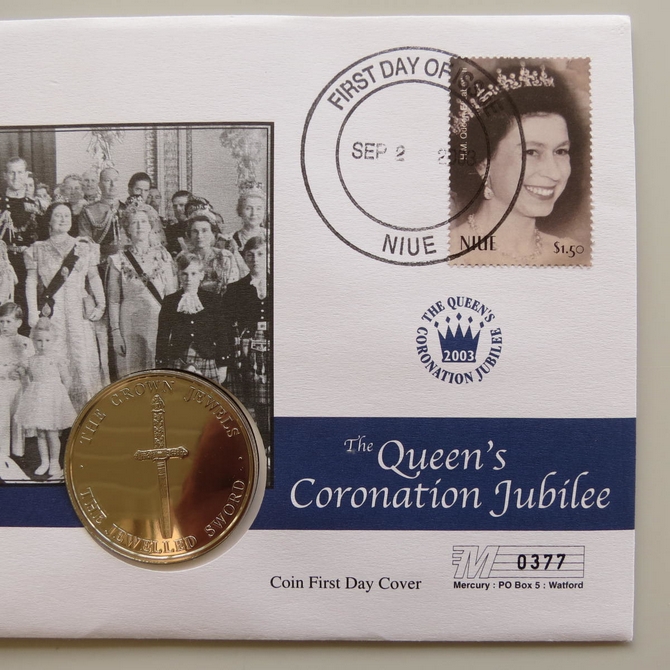 FIRST DAY OF ISSUE
SEP 2
NIUE
H.M. QUEEN
NIUE
$1.50
THE QUEEN'S
2003
CORONATION JUBILEE
THE CROWN JEWELS
THE JEWELLED SWORD
The Queen's
Coronation Jubilee
Coin First Day Cover
M 0377
Mercury : PO Box 5 : Watford